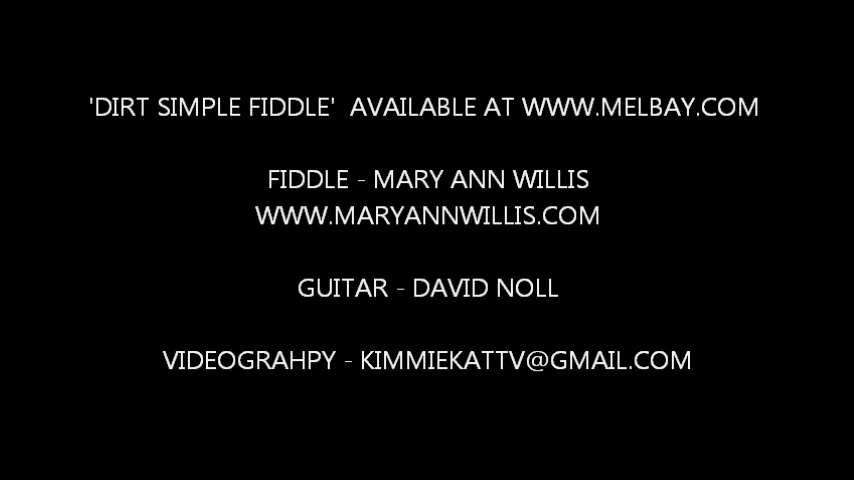 'DIRT SIMPLE FIDDLE'  AVAILABLE AT WWW.MELBAY.COM
FIDDLE - MARY ANN WILLIS
WWW.MARYANNWILLIS.COM
GUITAR - DAVID NOLL
VIDEOGRAHPY - KIMMIEKATTV@GMAIL.COM